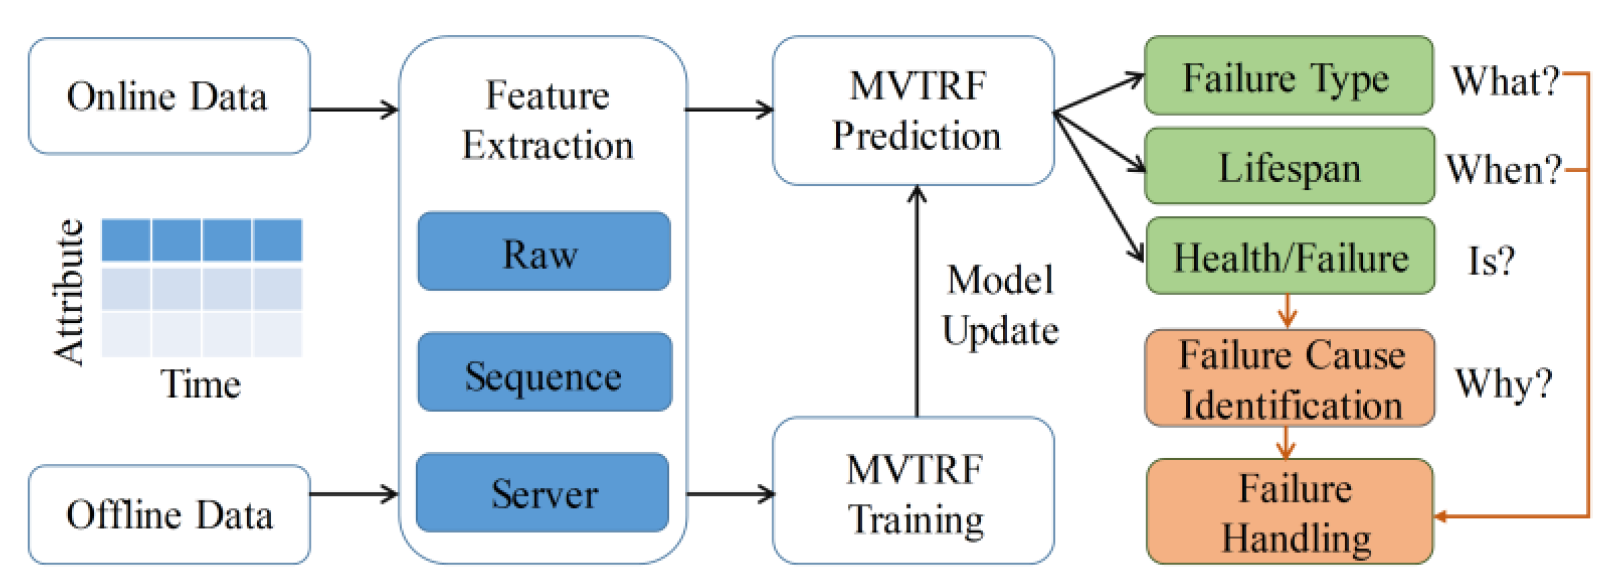 Online Data
Attribute
Time
Offline Data
Feature
Extraction
Raw
Sequence
Server
MVTRF
Prediction
Model
Update
MVTRF
Training
Failure Type
What?
Lifespan
When?
Health/Failure
Is?
Failure Cause
Identification
Why?
Failure
Handling